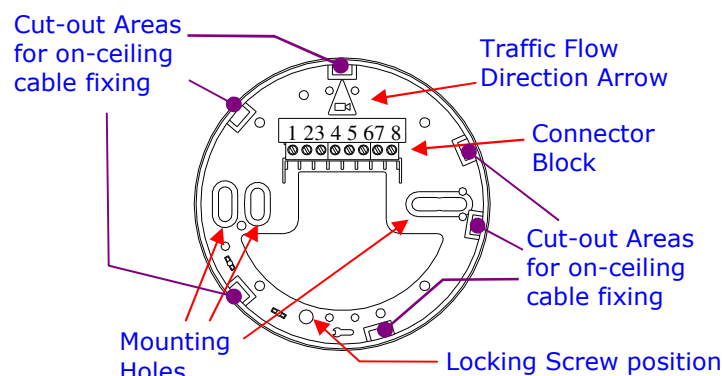 Cut-out Areas
for on-ceiling
cable fixing
Traffic Flow
Direction Arrow
1 23 4 5 67 8
Connector
Block
Cut-out Areas
for on-ceiling
cable fixing
Mounting
Holes
Locking Screw position